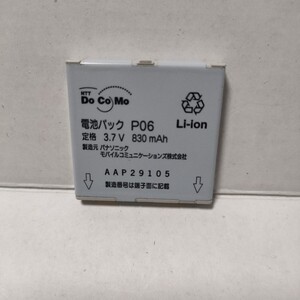 NTT
DoCoMo
Li-ion
電池パック P06
定格 3.7 V 830 mAh
製造元 パナソニック
モバイルコミュニケーションズ株式会社
AAP29105
製造番号は端子面に記載